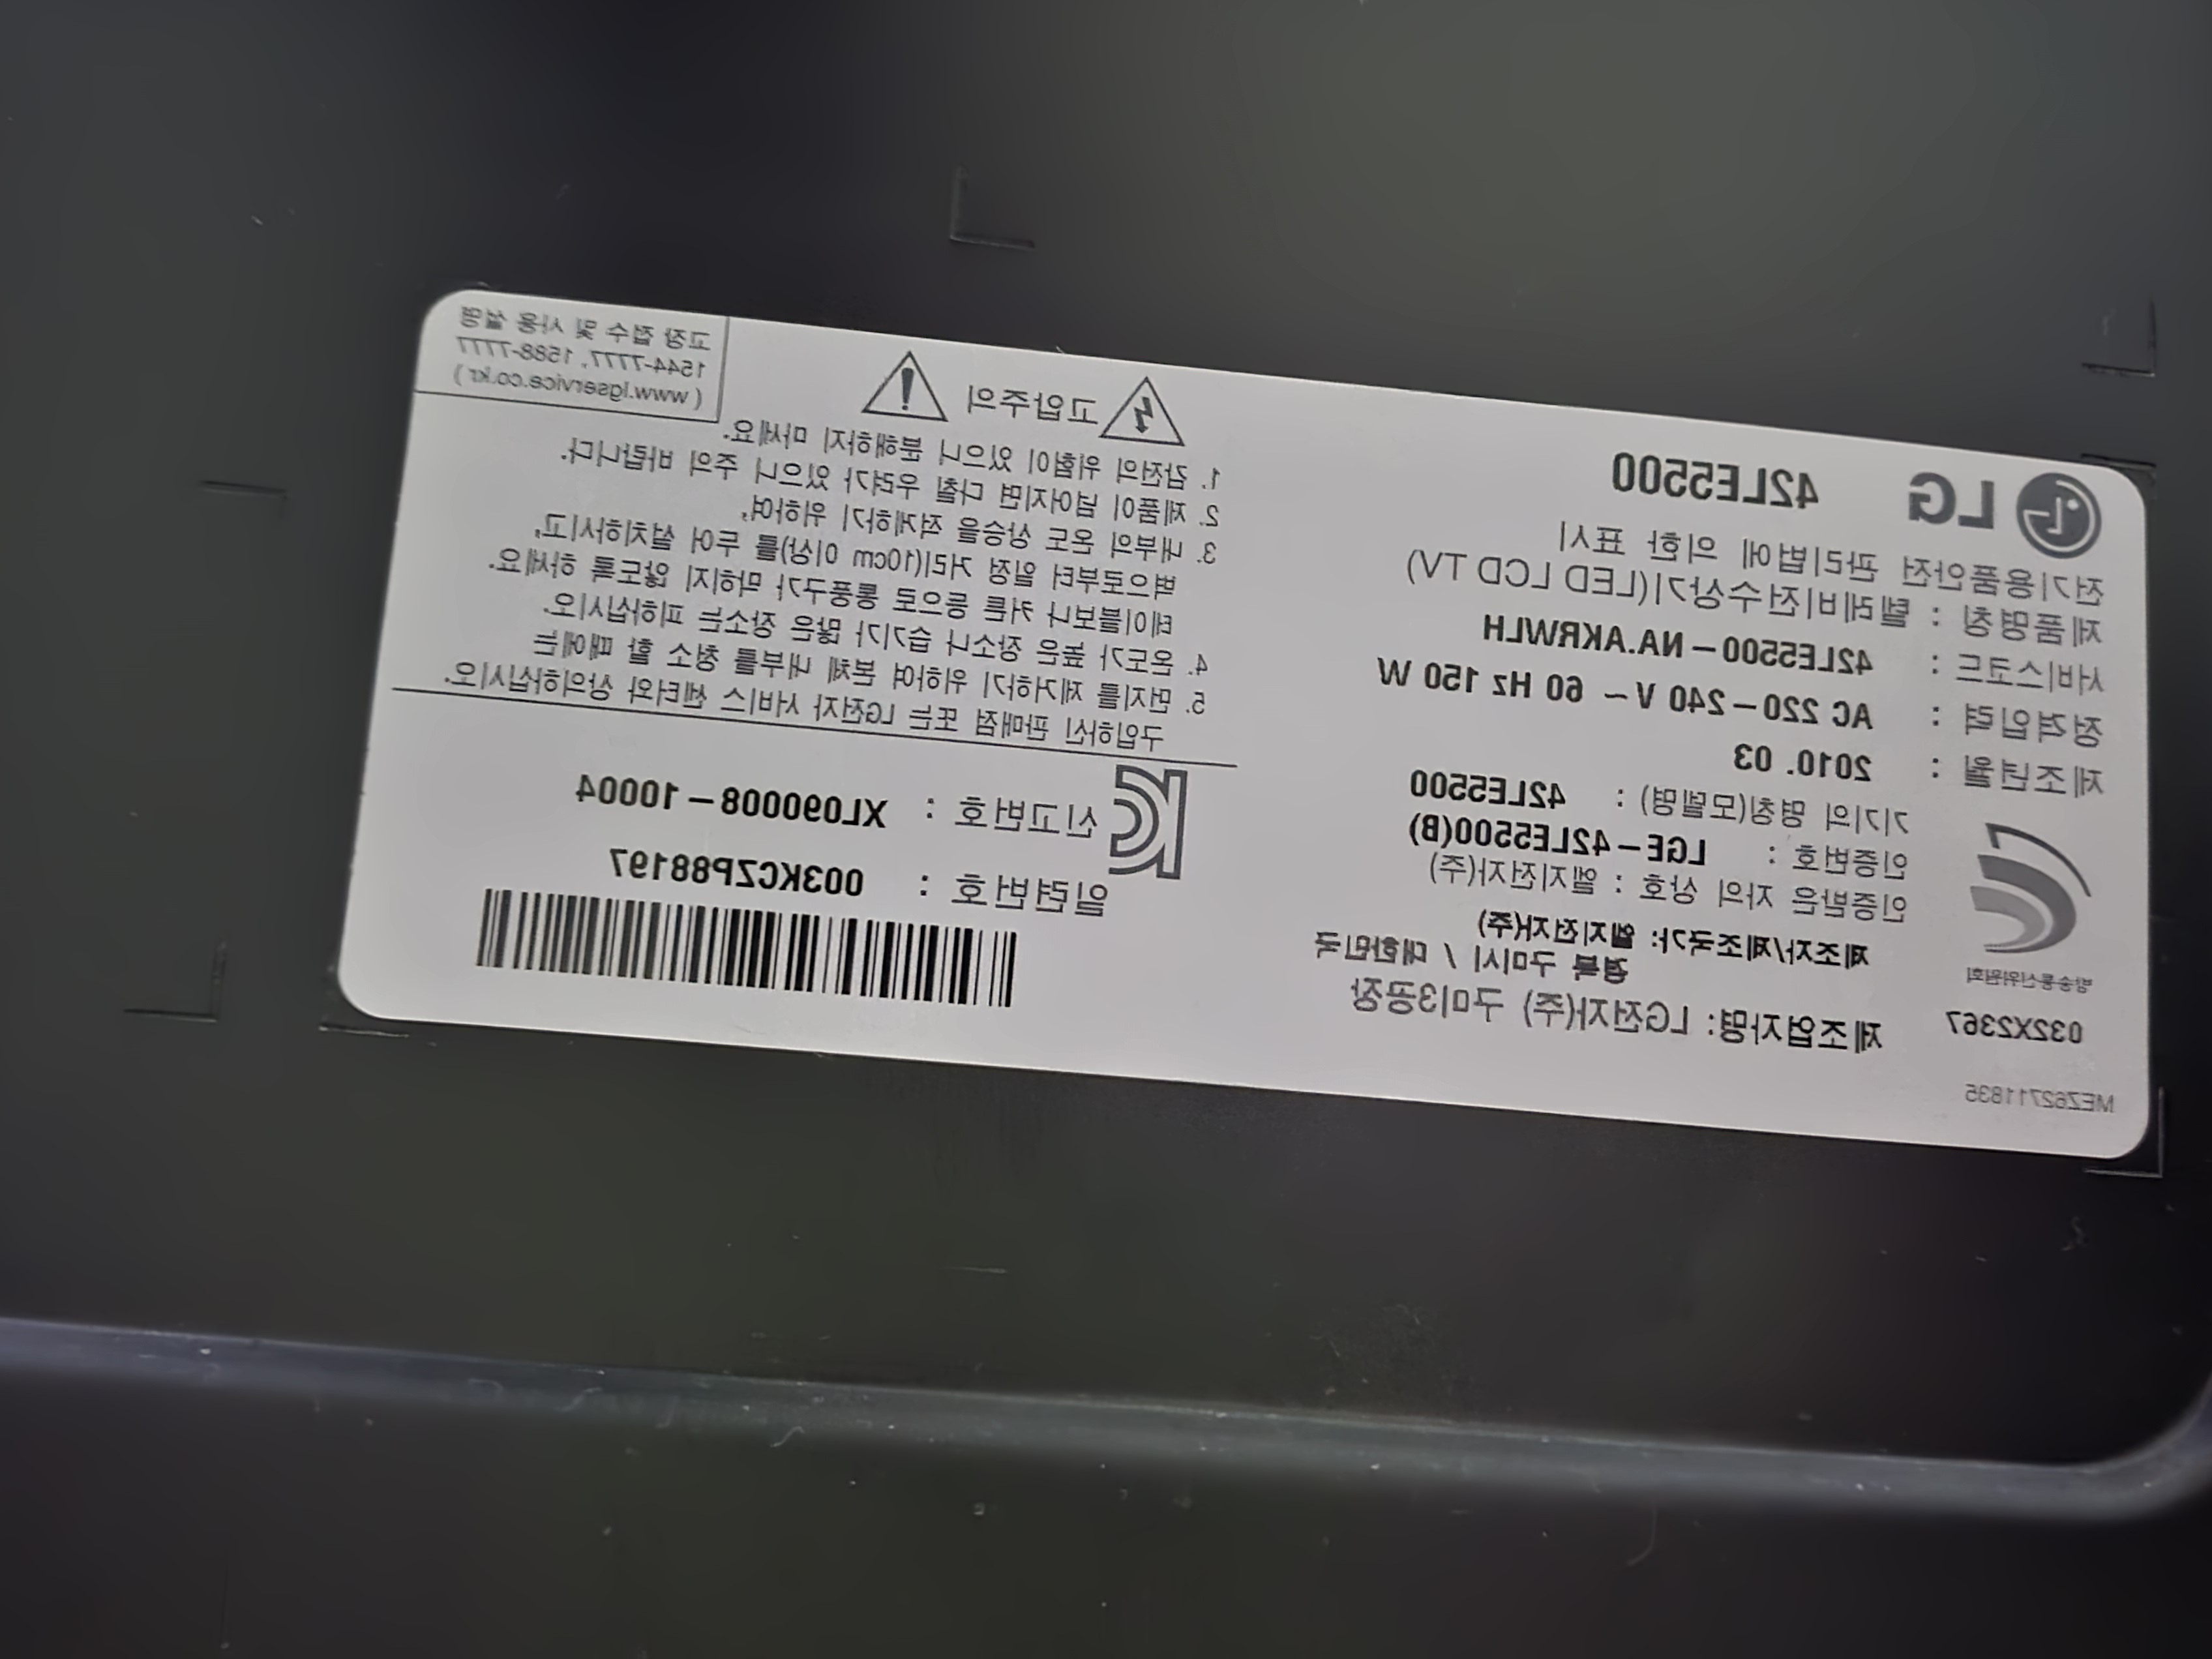 LG 42LE5500
전기용품안전 관리법에 의한 표시
제품명칭 : 텔레비전수상기(LED LCD TV)
서비스코드 : 42LE5500-NA.AKRWLH
정격입력 : AC 220-240 V ~ 60 Hz 150 W
제조년월 : 2010. 03
기기의 명칭(모델명) : 42LE5500
인증번호 : LGE-42LE5500(B)
인증받은 자의 상호 : 엘지전자(주)
제조자/제조국가: 엘지전자(주)
경북 구미시 / 대한민국
제조업자명: LG전자(주) 구미3공장
방송통신위원회
032X2367
MEZ62711835
고압주의
1. 감전의 위험이 있으니 분해하지 마세요.
2. 제품이 넘어지면 다칠 우려가 있으니 주의 바랍니다.
3. 내부의 온도 상승을 적게하기 위하여,
벽으로부터 일정 거리(10cm 이상)를 두어 설치하시고,
테이블보나 커튼 등으로 통풍구가 막히지 않도록 하세요.
4. 온도가 높은 장소나 습기가 많은 장소는 피하십시오.
5. 먼지를 제거하기 위하여 본체 내부를 청소 할 때에는
구입하신 판매점 또는 LG전자 서비스 센터와 상의하십시오.
고장 접수 및 사용 설명
1544-7777, 1588-7777
( www.lgservice.co.kr )
신고번호 : XL090008-10004
일련번호 : 003KCZP88197